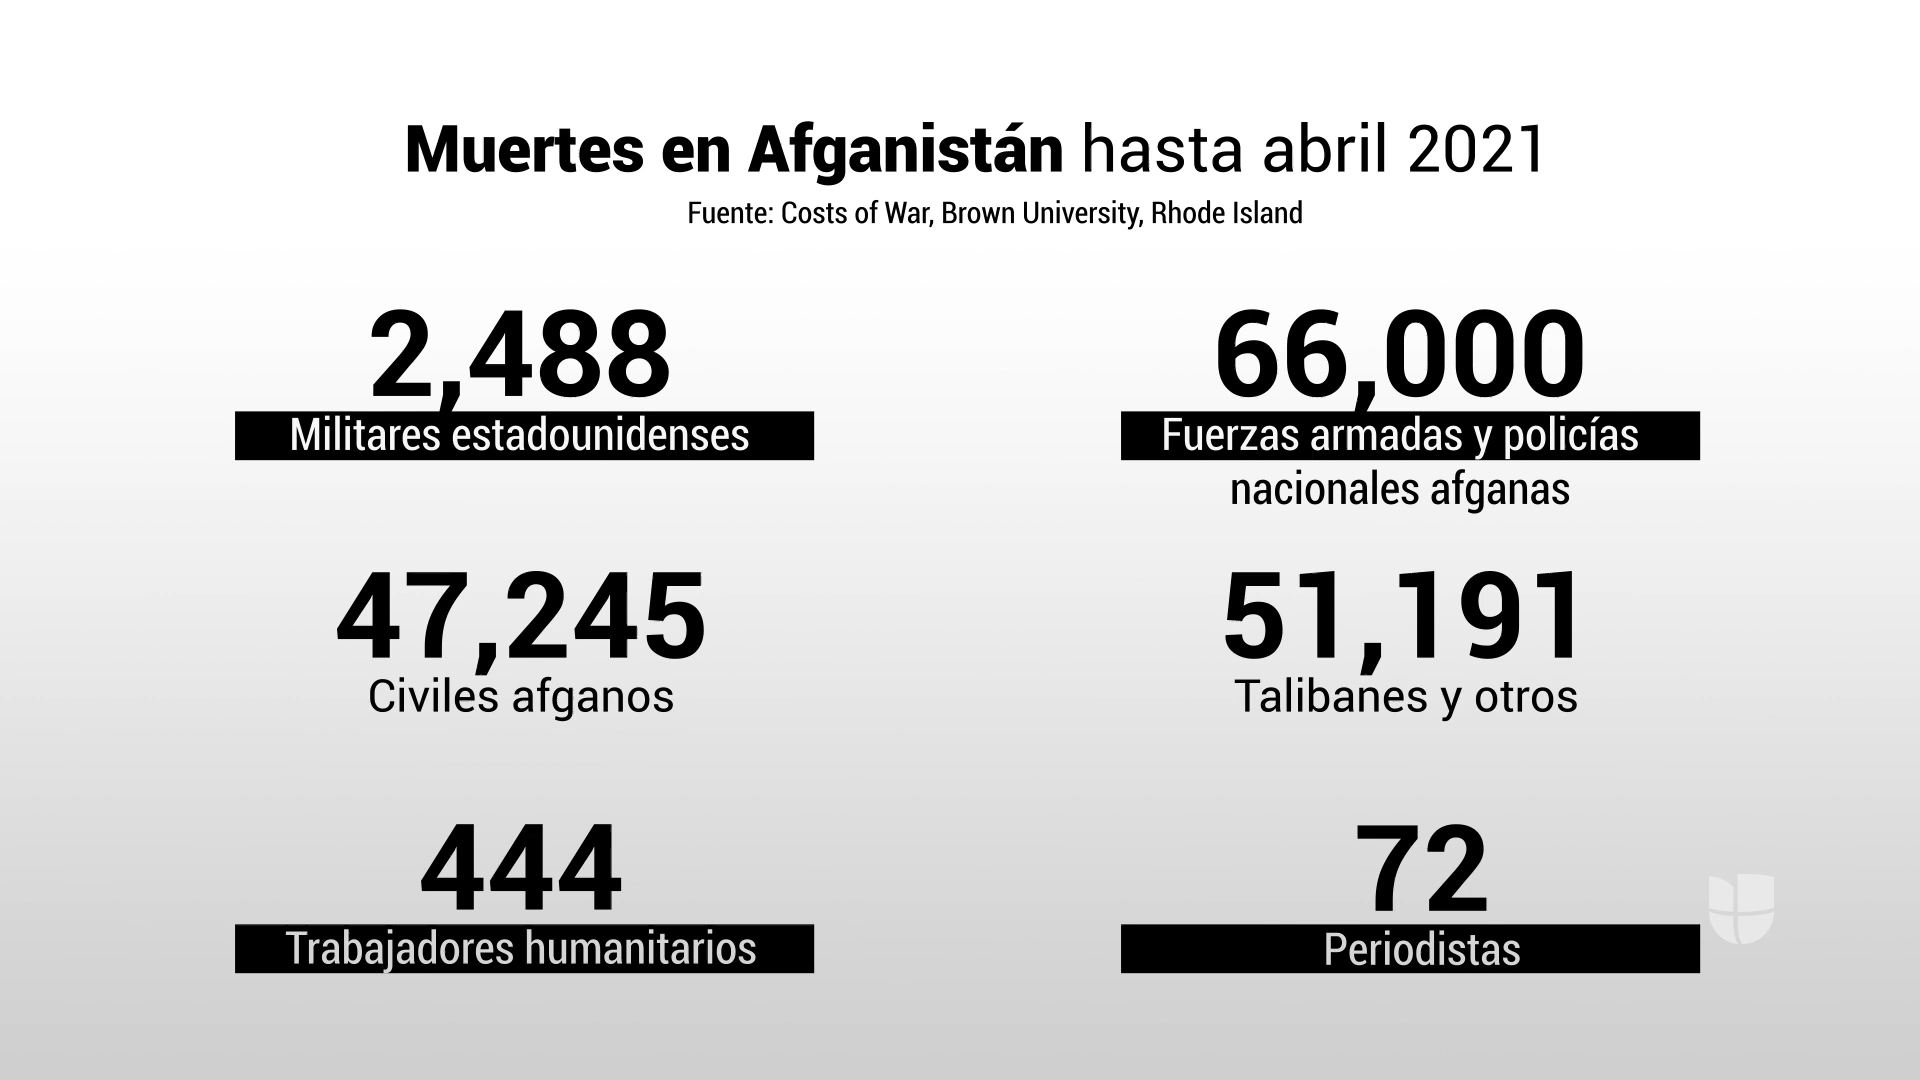 Muertes en Afganistán hasta abril 2021
Fuente: Costs of War, Brown University, Rhode Island
2,488
Militares estadounidenses
66,000
Fuerzas armadas y policías
nacionales afganas
47,245
Civiles afganos
51,191
Talibanes y otros
444
Trabajadores humanitarios
72
Periodistas